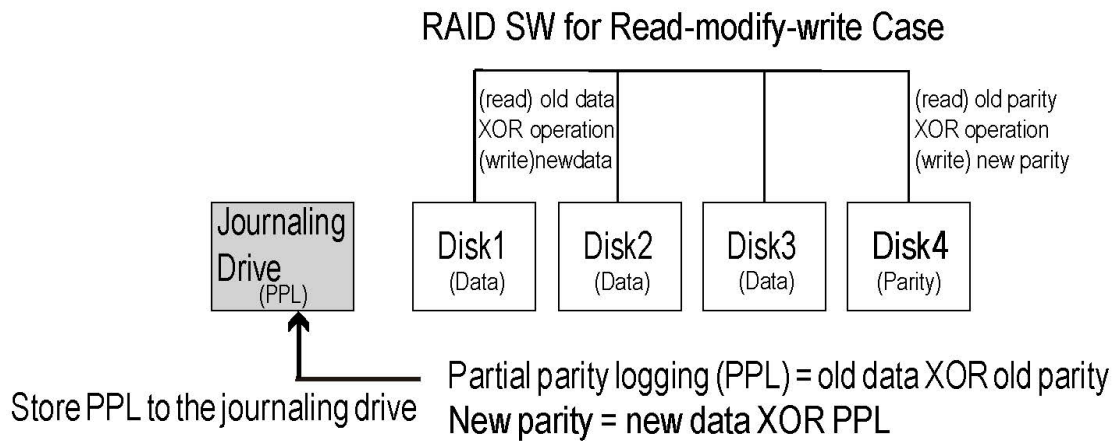 RAID SW for Read-modify-write Case
(read) old data
XOR operation
(write)newdata
(read) old parity
XOR operation
(write) new parity
Journaling
Drive
(PPL)
Disk1
(Data)
Disk2
(Data)
Disk3
(Data)
Disk4
(Parity)
Store PPL to the journaling drive
Partial parity logging (PPL) = old data XOR old parity
New parity = new data XOR PPL